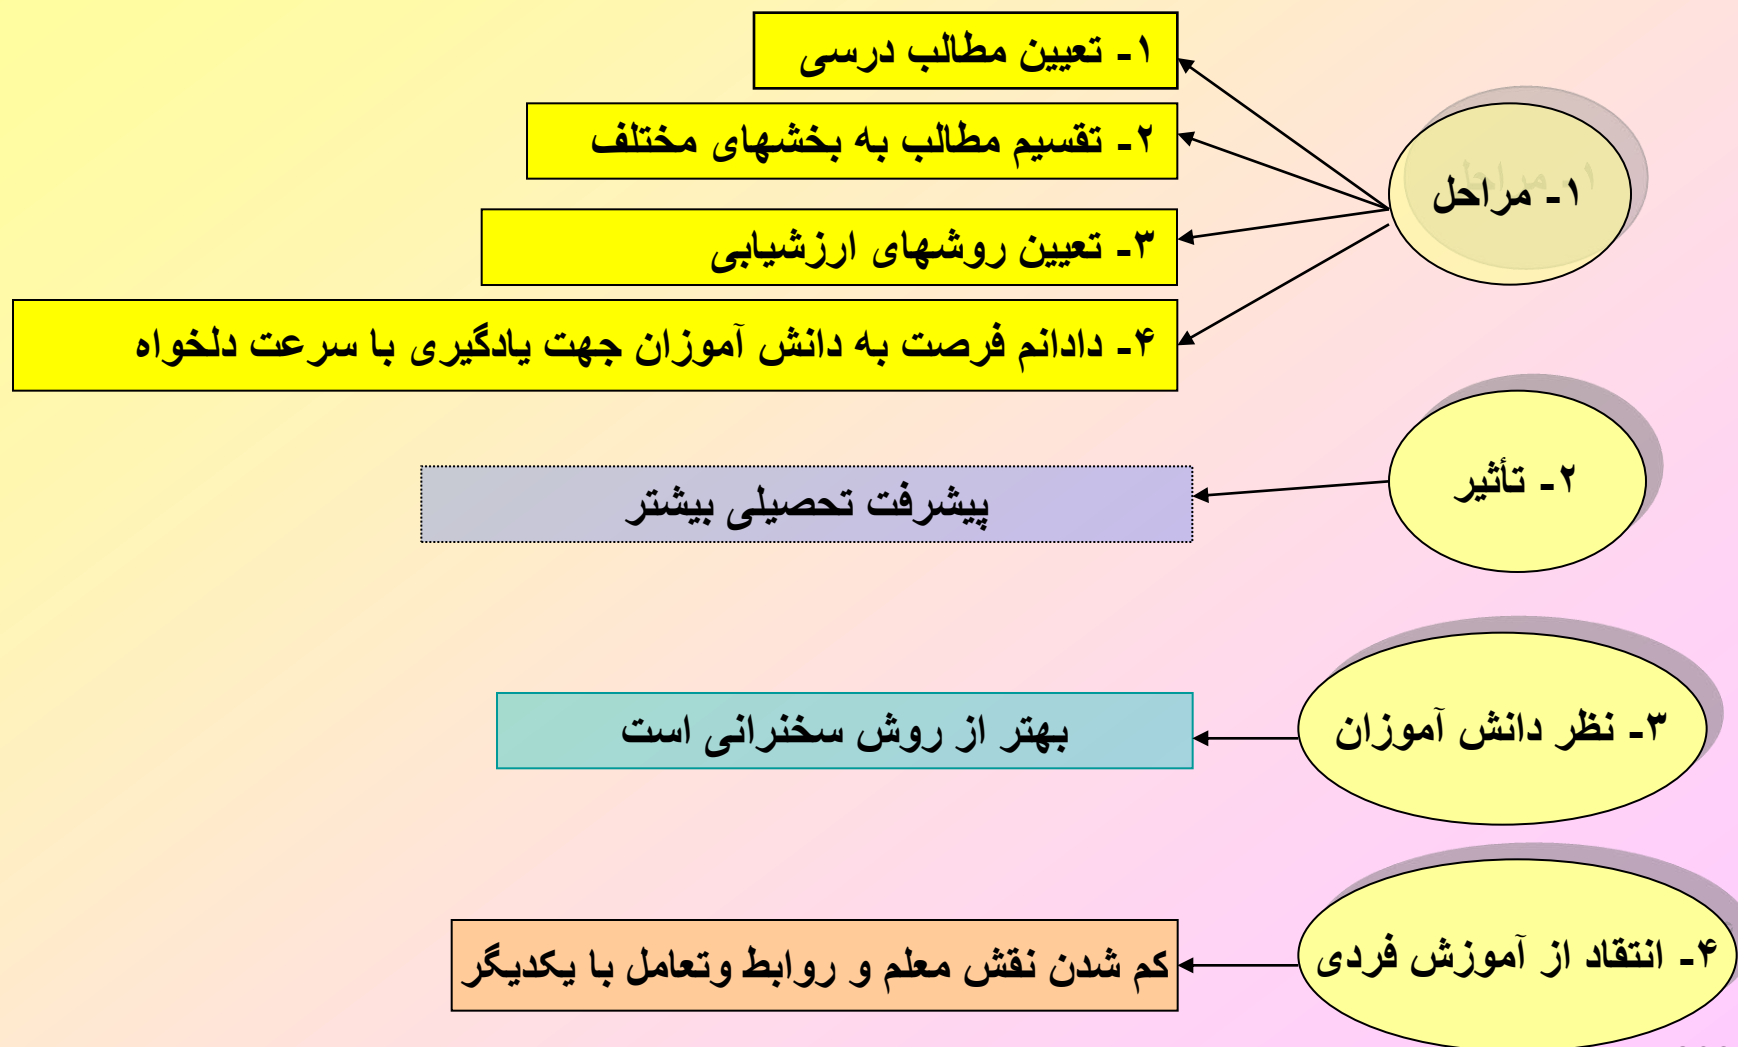 ۱- مراحل
۱- تعیین مطالب درسی
۲- تقسیم مطالب به بخشهای مختلف
۳- تعیین روشهای ارزشیابی
۴- دادانم فرصت به دانش آموزان جهت یادگیری با سرعت دلخواه
۲- تأثیر
پیشرفت تحصیلی بیشتر
۳- نظر دانش آموزان
بهتر از روش سخنرانی است
۴- انتقاد از آموزش فردی
کم شدن نقش معلم و روابط وتعامل با یکدیگر